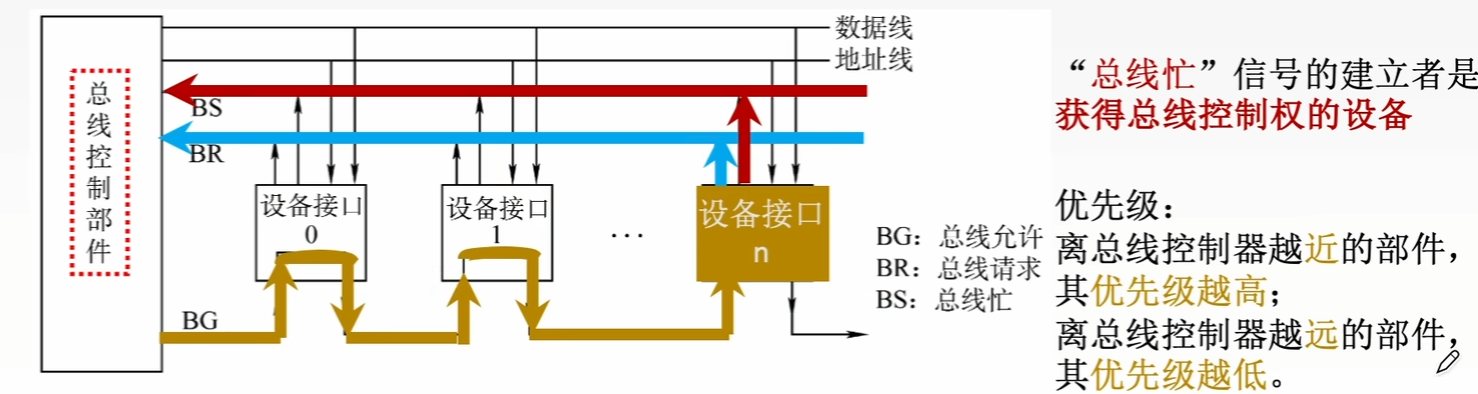 总线控制部件
数据线
地址线
BS
BR
设备接口
0
设备接口
1
...
设备接口
n
BG
BG：总线允许
BR：总线请求
BS：总线忙
“总线忙”信号的建立者是
获得总线控制权的设备
优先级：
离总线控制器越近的部件，
其优先级越高；
离总线控制器越远的部件，
其优先级越低。